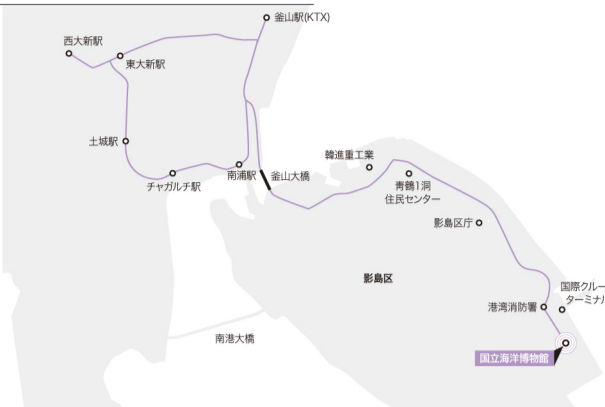 釜山駅(KTX)
西大新駅
東大新駅
土城駅
チャガルチ駅
南浦駅
釜山大橋
韓進重工業
青鶴1洞
住民センター
影島区庁
影島区
国際クルー
ターミナル
港湾消防署
南港大橋
国立海洋博物館